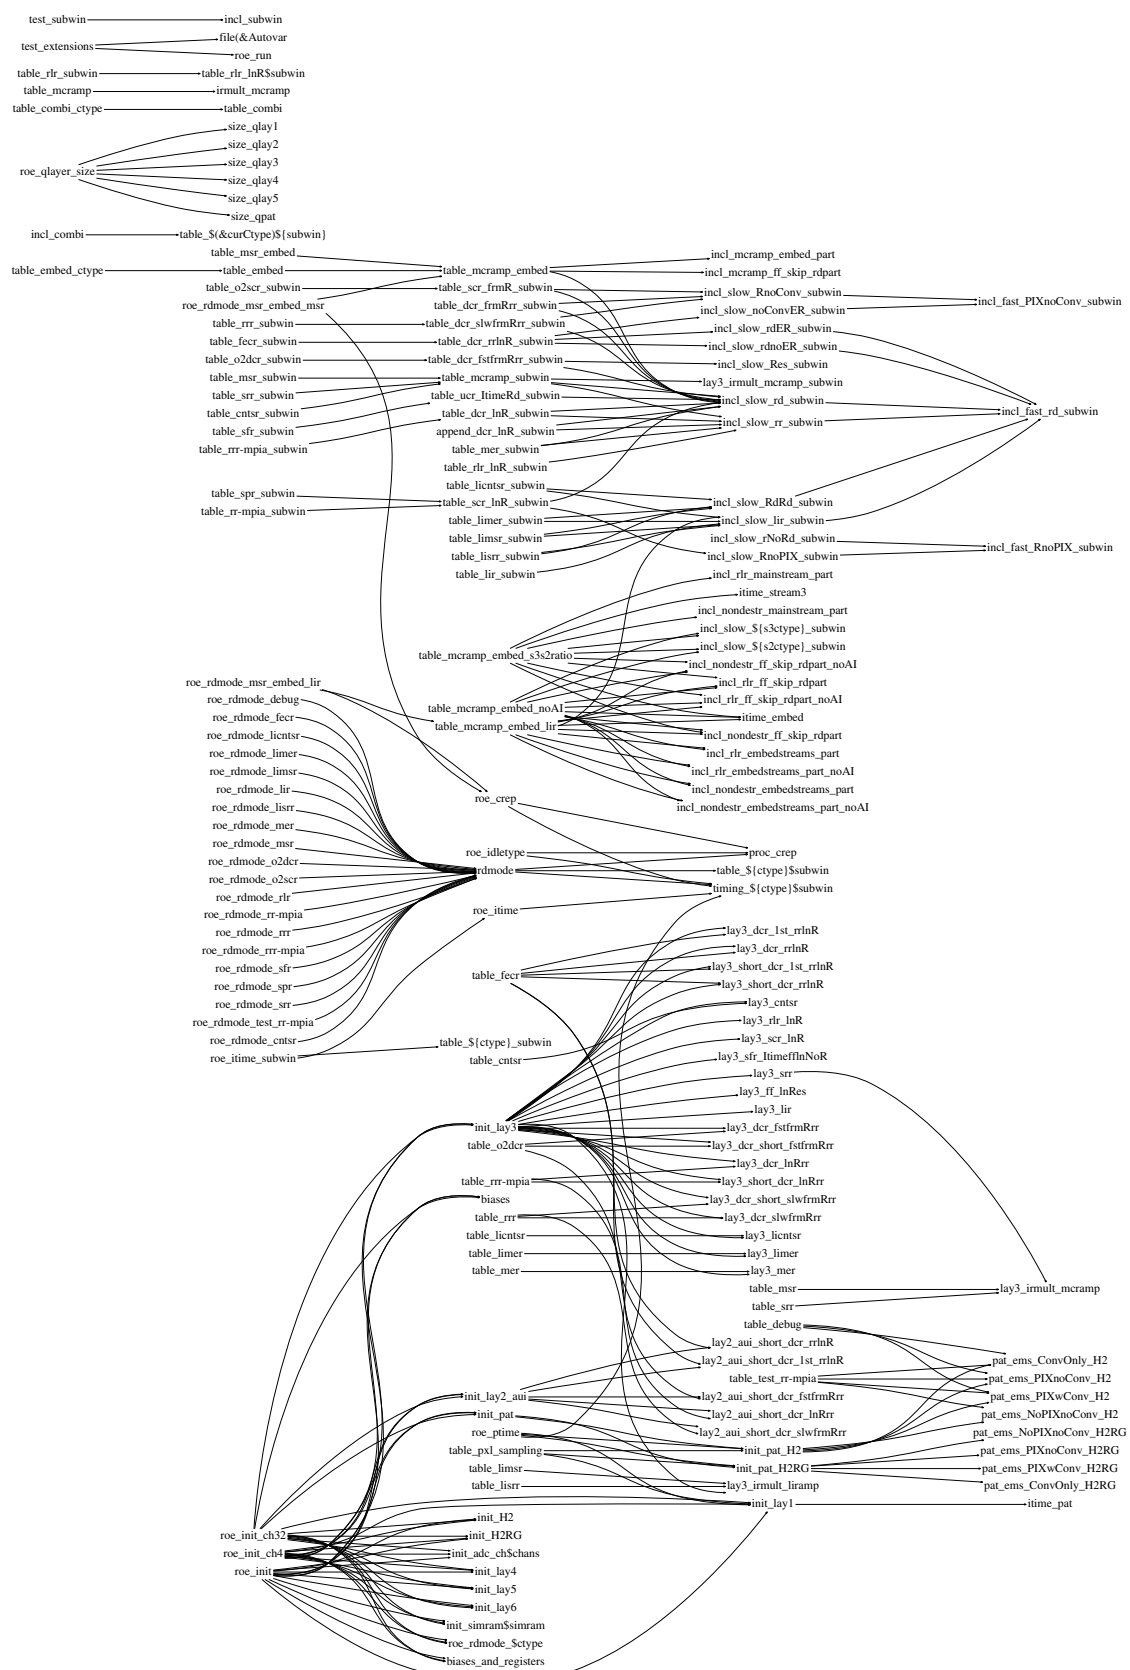 test_subwin
incl_subwin
test_extensions
file(&Autovar
roe_run
table_rlr_subwin
table_rlr_lnR$subwin
table_mcramp
irmult_mcramp
table_combi_ctype
table_combi
size_qlay1
size_qlay2
size_qlay3
roe_qlayer_size
size_qlay4
size_qlay5
size_qpat
incl_combi
table_$(&curCtype)${subwin}
table_msr_embed
incl_mcramp_embed_part
table_embed_ctype
table_embed
table_mcramp_embed
incl_mcramp_ff_skip_rdpart
table_o2scr_subwin
table_scr_frmR_subwin
incl_slow_RnoConv_subwin
incl_fast_PIXnoConv_subwin
roe_rdmode_msr_embed_msr
table_dcr_frmRrr_subwin
incl_slow_noConvER_subwin
table_rrr_subwin
table_dcr_slwfrmRrr_subwin
incl_slow_rdER_subwin
table_fecr_subwin
table_dcr_rrlnR_subwin
incl_slow_rdnoER_subwin
table_o2dcr_subwin
table_dcr_fstfrmRrr_subwin
incl_slow_Res_subwin
table_msr_subwin
table_mcramp_subwin
lay3_irmult_mcramp_subwin
table_srr_subwin
table_ucr_ItimeRd_subwin
incl_slow_rd_subwin
table_cntsr_subwin
table_dcr_lnR_subwin
incl_fast_rd_subwin
table_sfr_subwin
append_dcr_lnR_subwin
incl_slow_rr_subwin
table_rrr-mpia_subwin
table_mer_subwin
table_rlr_lnR_subwin
table_licntsr_subwin
table_spr_subwin
table_scr_lnR_subwin
incl_slow_RdRd_subwin
table_rr-mpia_subwin
table_limer_subwin
incl_slow_lir_subwin
table_limsr_subwin
incl_slow_rNoRd_subwin
incl_fast_RnoPIX_subwin
table_lisrr_subwin
incl_slow_RnoPIX_subwin
table_lir_subwin
incl_rlr_mainstream_part
itime_stream3
incl_nondestr_mainstream_part
incl_slow_${s3ctype}_subwin
incl_slow_${s2ctype}_subwin
table_mcramp_embed_s3s2ratio
incl_nondestr_ff_skip_rdpart_noAI
roe_rdmode_msr_embed_lir
incl_rlr_ff_skip_rdpart
roe_rdmode_debug
table_mcramp_embed_noAI
incl_rlr_ff_skip_rdpart_noAI
roe_rdmode_fecr
table_mcramp_embed_lir
itime_embed
roe_rdmode_licntsr
incl_nondestr_ff_skip_rdpart
roe_rdmode_limer
incl_rlr_embedstreams_part
roe_rdmode_limsr
incl_rlr_embedstreams_part_noAI
roe_rdmode_lir
incl_nondestr_embedstreams_part
roe_rdmode_lisrr
roe_crep
incl_nondestr_embedstreams_part_noAI
roe_rdmode_mer
roe_rdmode_msr
roe_idletype
proc_crep
roe_rdmode_o2dcr
rdmode
table_${ctype}$subwin
roe_rdmode_o2scr
timing_${ctype}$subwin
roe_rdmode_rlr
roe_rdmode_rr-mpia
roe_itime
roe_rdmode_rrr
lay3_dcr_1st_rrlnR
roe_rdmode_rrr-mpia
lay3_dcr_rrlnR
roe_rdmode_sfr
table_fecr
lay3_short_dcr_1st_rrlnR
roe_rdmode_spr
lay3_short_dcr_rrlnR
roe_rdmode_srr
lay3_cntsr
roe_rdmode_test_rr-mpia
lay3_rlr_lnR
roe_rdmode_cntsr
table_${ctype}_subwin
lay3_scr_lnR
roe_itime_subwin
table_cntsr
lay3_sfr_ItimefflnNoR
lay3_srr
lay3_ff_lnRes
lay3_lir
init_lay3
lay3_dcr_fstfrmRrr
table_o2dcr
lay3_dcr_short_fstfrmRrr
lay3_dcr_lnRrr
table_rrr-mpia
lay3_short_dcr_lnRrr
biases
lay3_dcr_short_slwfrmRrr
table_rrr
lay3_dcr_slwfrmRrr
table_licntsr
lay3_licntsr
table_limer
lay3_limer
table_mer
lay3_mer
table_msr
lay3_irmult_mcramp
table_srr
table_debug
lay2_aui_short_dcr_rrlnR
lay2_aui_short_dcr_1st_rrlnR
pat_ems_ConvOnly_H2
table_test_rr-mpia
pat_ems_PIXnoConv_H2
init_lay2_aui
lay2_aui_short_dcr_fstfrmRrr
pat_ems_PIXwConv_H2
init_pat
lay2_aui_short_dcr_lnRrr
pat_ems_NoPIXnoConv_H2
roe_ptime
lay2_aui_short_dcr_slwfrmRrr
pat_ems_NoPIXnoConv_H2RG
table_pxl_sampling
init_pat_H2
pat_ems_PIXnoConv_H2RG
table_limsr
init_pat_H2RG
pat_ems_PIXwConv_H2RG
table_lisrr
lay3_irmult_liramp
pat_ems_ConvOnly_H2RG
init_lay1
itime_pat
init_H2
roe_init_ch32
init_H2RG
roe_init_ch4
init_adc_ch$chans
roe_init
init_lay4
init_lay5
init_lay6
init_simram$simram
roe_rdmode_$ctype
biases_and_registers